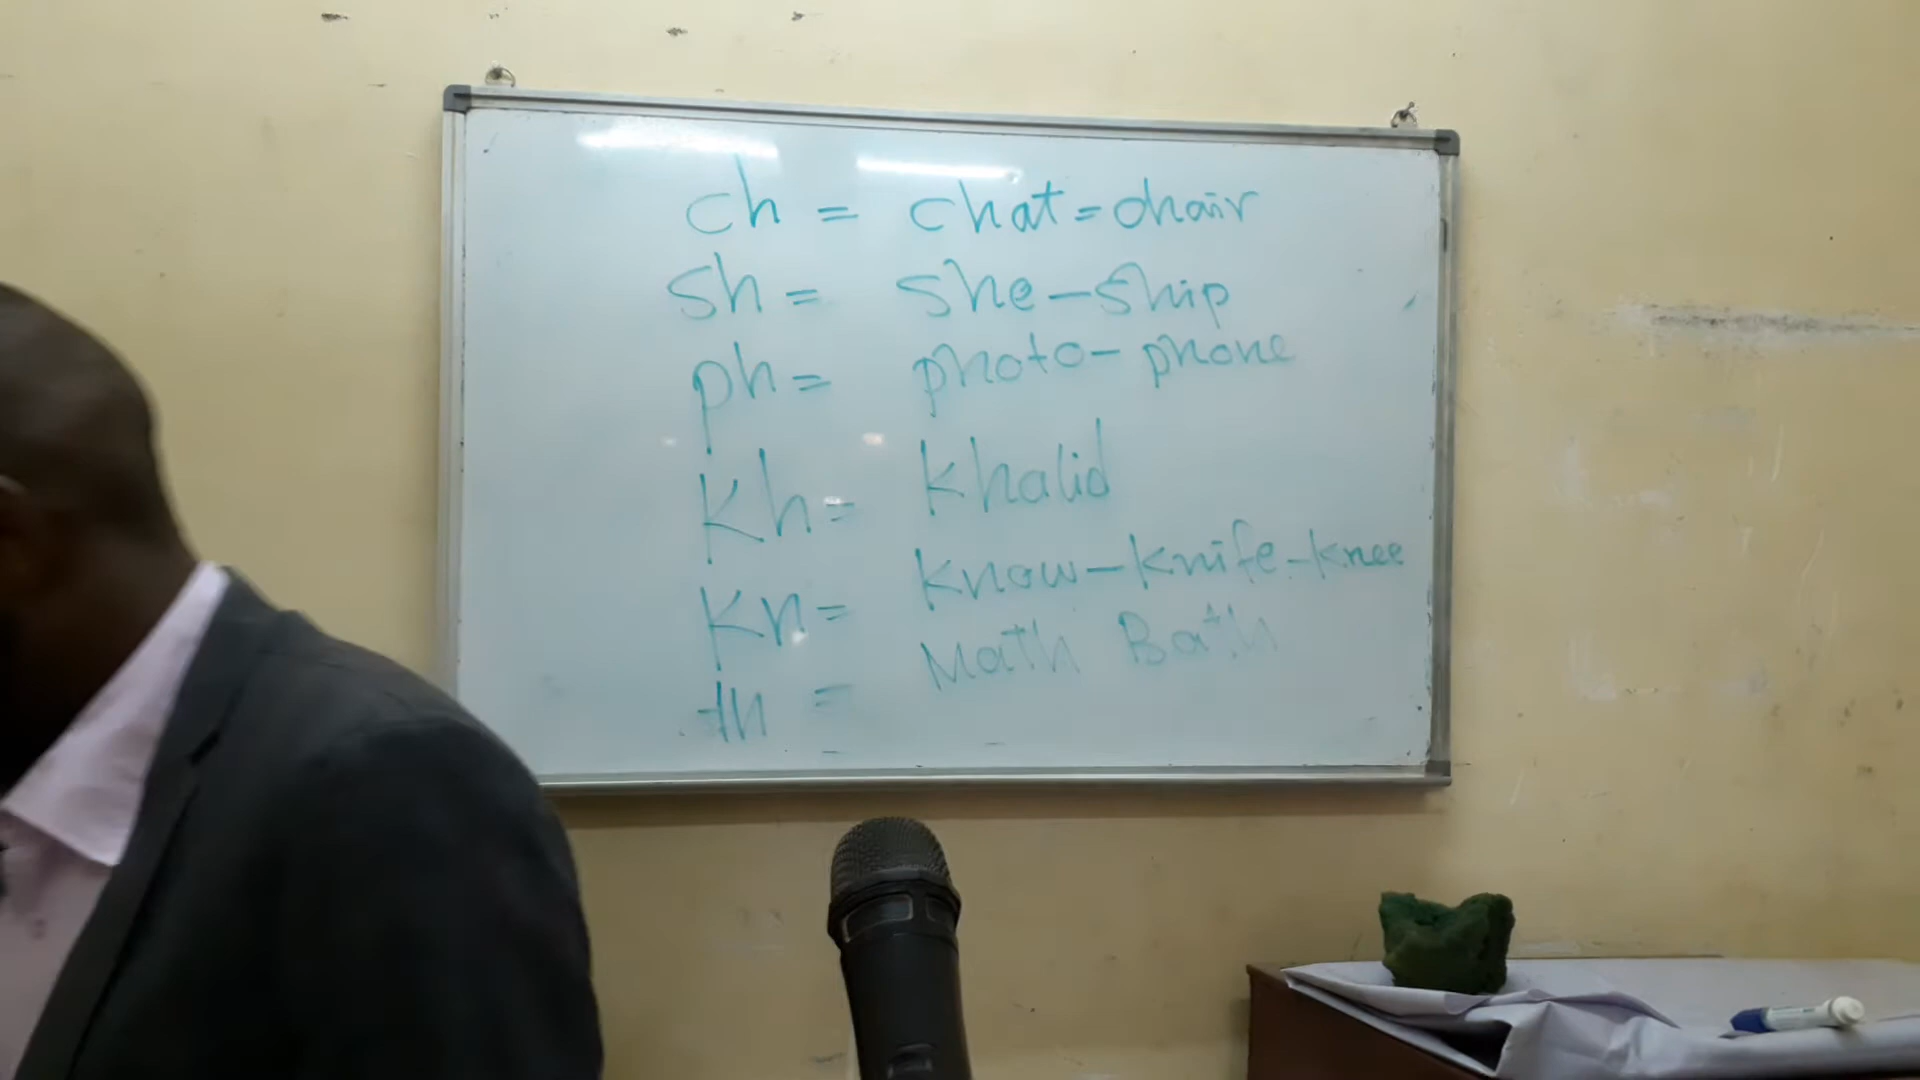 ch = chat = chair
sh = she - ship
ph = photo - phone
Kh = Khalid
Kn = Know - Knife - Knee
th = Math Bath